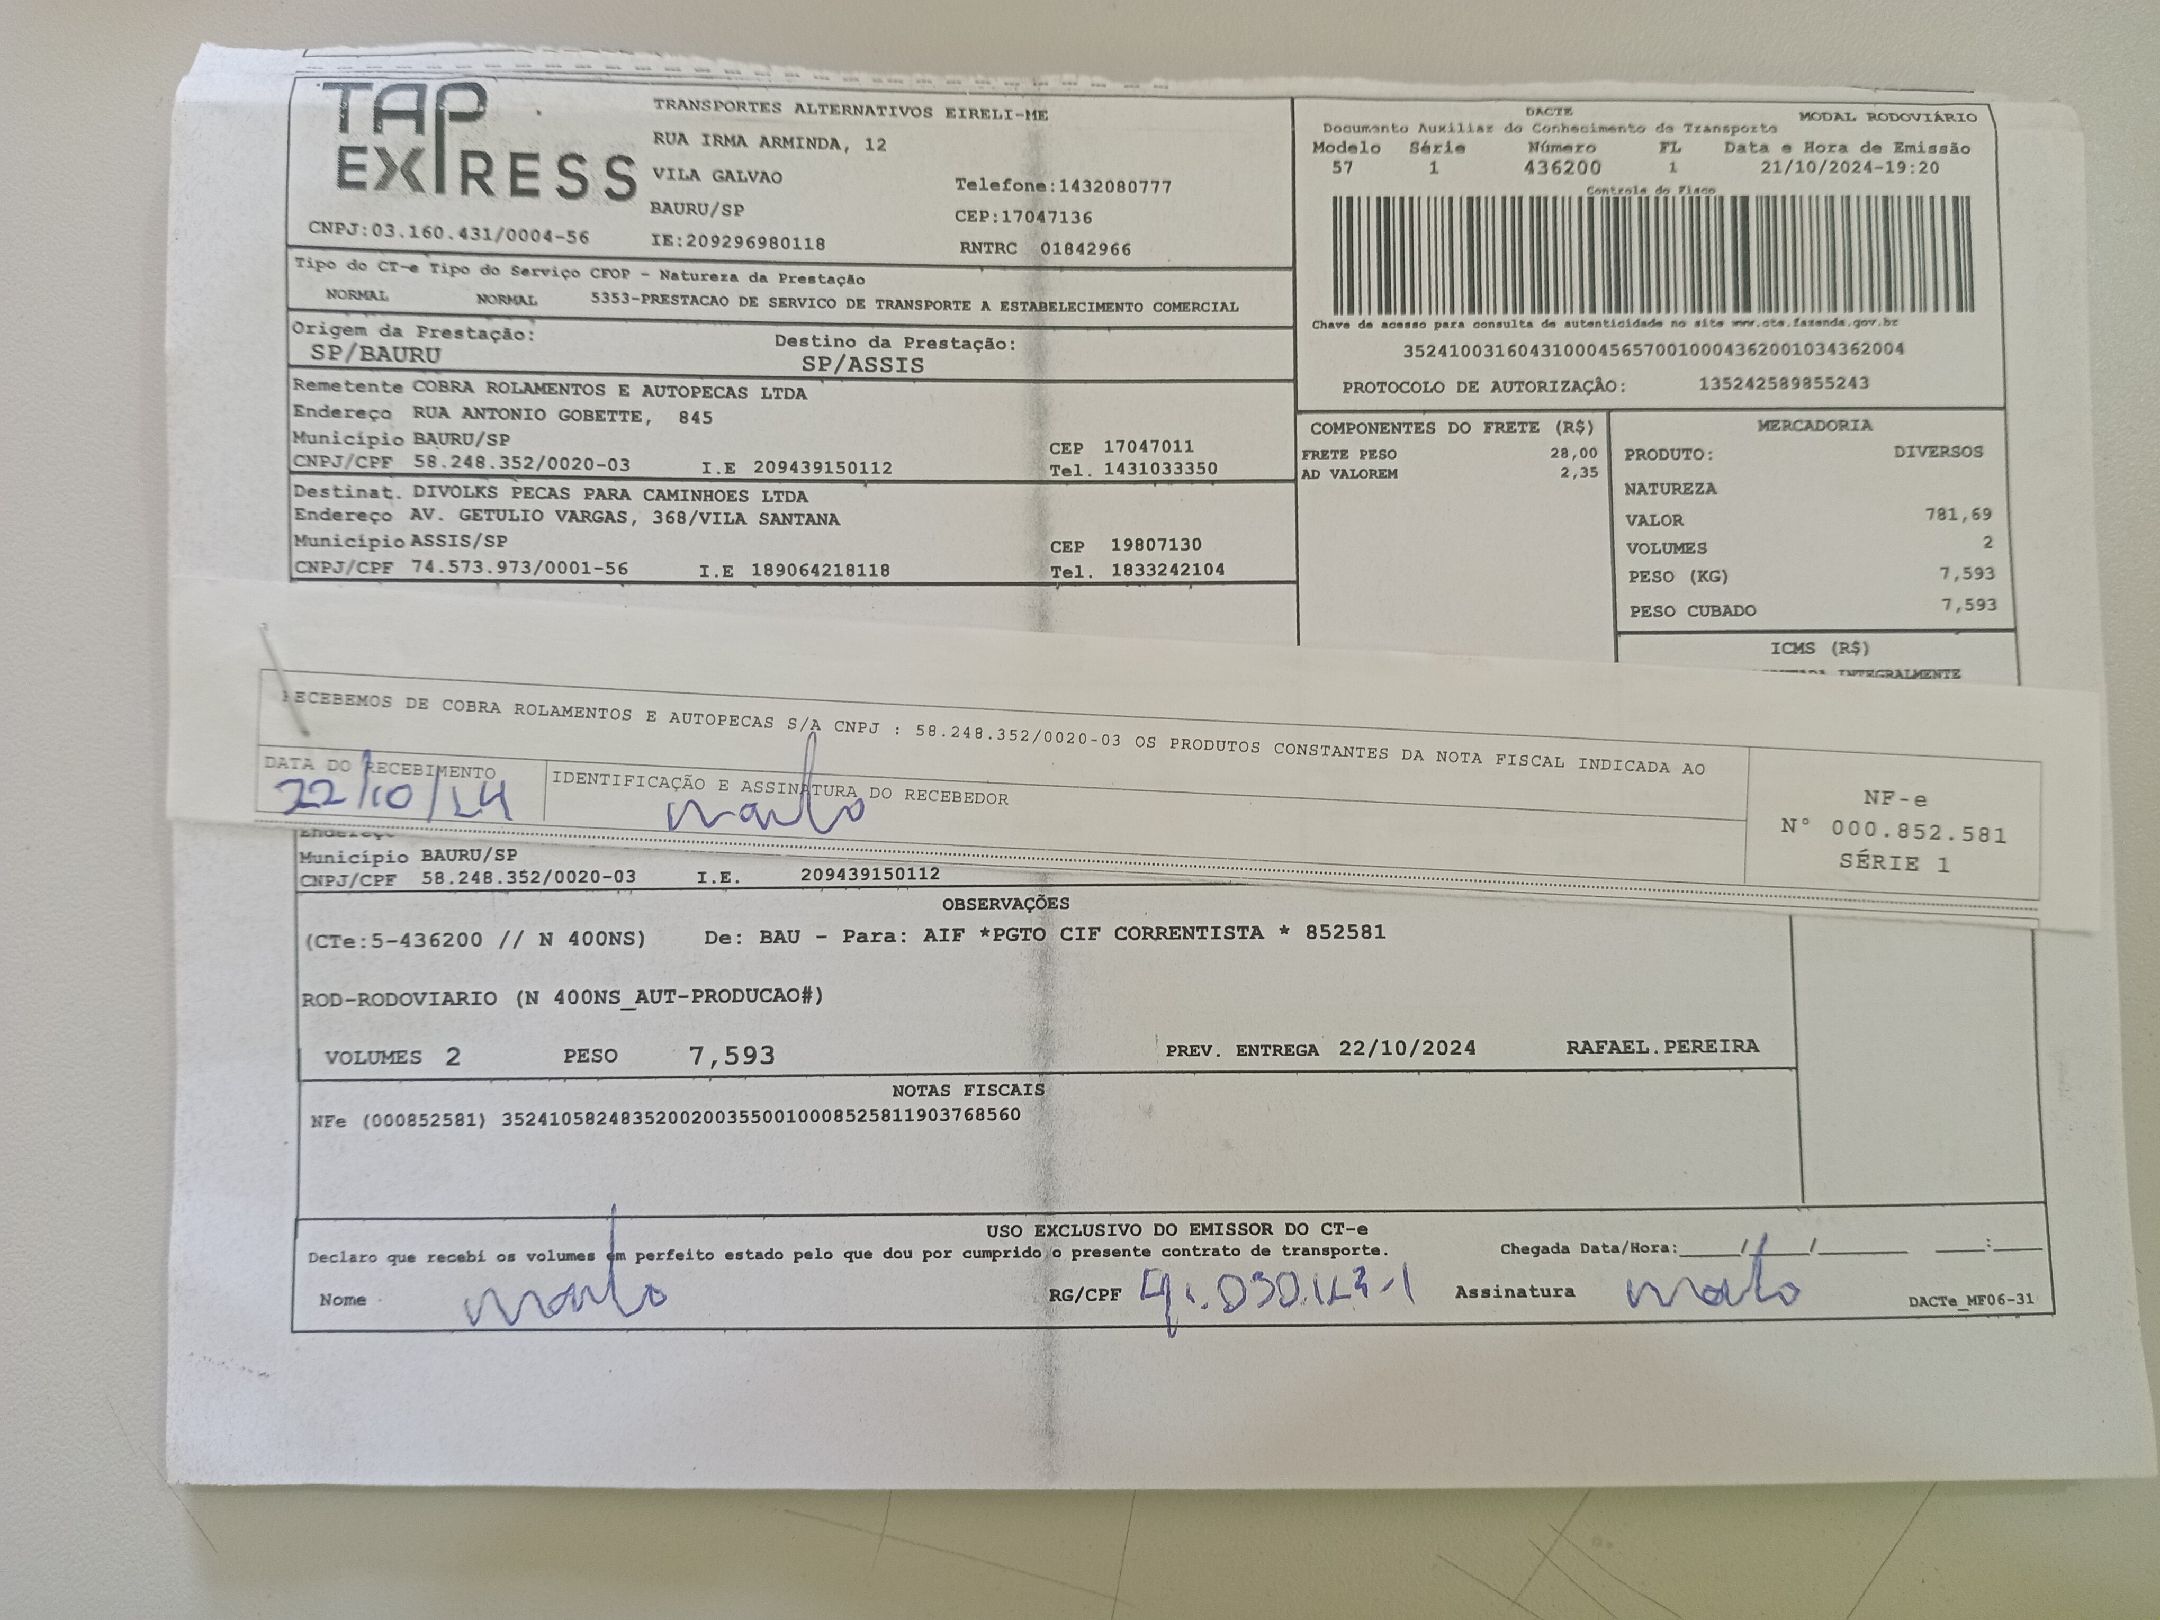 TAP EXPRESS
TRANSPORTES ALTERNATIVOS EIRELI-ME
RUA IRMA ARMINDA, 12
VILA GALVAO
Telefone:1432080777
BAURU/SP
CEP:17047136
CNPJ:03.160.431/0004-56
IE:209296980118
RNTRC 01842966
DACTE
MODAL RODOVIÁRIO
Documento Auxiliar do Conhecimento de Transporte
Modelo Série Número FL Data e Hora de Emissão
57 1 436200 1 21/10/2024-19:20
Controle do Fisco
Chave de acesso para consulta de autenticidade no site www.cte.fazenda.gov.br
35241003160431000456570010004362001034362004
PROTOCOLO DE AUTORIZAÇÃO: 135242589855243
Tipo do CT-e Tipo do Serviço CFOP - Natureza da Prestação
NORMAL NORMAL 5353-PRESTACAO DE SERVICO DE TRANSPORTE A ESTABELECIMENTO COMERCIAL
Origem da Prestação: Destino da Prestação:
SP/BAURU SP/ASSIS
Remetente COBRA ROLAMENTOS E AUTOPECAS LTDA
Endereço RUA ANTONIO GOBETTE, 845
Município BAURU/SP CEP 17047011
CNPJ/CPF 58.248.352/0020-03 I.E 209439150112 Tel. 1431033350
Destinat. DIVOLKS PECAS PARA CAMINHOES LTDA
Endereço AV. GETULIO VARGAS, 368/VILA SANTANA
Município ASSIS/SP CEP 19807130
CNPJ/CPF 74.573.973/0001-56 I.E 189064218118 Tel. 1833242104
COMPONENTES DO FRETE (R$)
FRETE PESO 28,00
AD VALOREM 2,35
MERCADORIA
PRODUTO: DIVERSOS
NATUREZA
VALOR 781,69
VOLUMES 2
PESO (KG) 7,593
PESO CUBADO 7,593
ICMS (R$)
INTEGRALMENTE
RECEBEMOS DE COBRA ROLAMENTOS E AUTOPECAS S/A CNPJ : 58.248.352/0020-03 OS PRODUTOS CONSTANTES DA NOTA FISCAL INDICADA AO
DATA DO RECEBIMENTO IDENTIFICAÇÃO E ASSINATURA DO RECEBEDOR
22/10/24
NF-e
N° 000.852.581
SÉRIE 1
Endereço
Município BAURU/SP
CNPJ/CPF 58.248.352/0020-03 I.E. 209439150112
OBSERVAÇÕES
(CTe:5-436200 // N 400NS) De: BAU - Para: AIF *PGTO CIF CORRENTISTA * 852581
ROD-RODOVIARIO (N 400NS_AUT-PRODUCAO#)
VOLUMES 2 PESO 7,593 PREV. ENTREGA 22/10/2024 RAFAEL.PEREIRA
NOTAS FISCAIS
NFe (000852581) 35241058248352002003550010008525811903768560
USO EXCLUSIVO DO EMISSOR DO CT-e
Declaro que recebi os volumes em perfeito estado pelo que dou por cumprido o presente contrato de transporte. Chegada Data/Hora:____/____/______ ___:___
Nome RG/CPF Assinatura DACTe_MF06-31